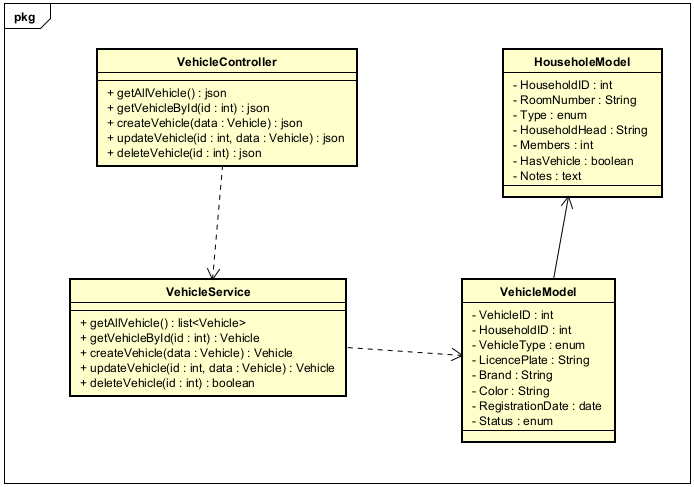 pkg
VehicleController
+ getAllVehicle() : json
+ getVehicleById(id : int) : json
+ createVehicle(data : Vehicle) : json
+ updateVehicle(id : int, data : Vehicle) : json
+ deleteVehicle(id : int) : json
HouseholeModel
- HouseholdID : int
- RoomNumber : String
- Type : enum
- HouseholdHead : String
- Members : int
- HasVehicle : boolean
- Notes : text
VehicleService
+ getAllVehicle() : list<Vehicle>
+ getVehicleById(id : int) : Vehicle
+ createVehicle(data : Vehicle) : Vehicle
+ updateVehicle(id : int, data : Vehicle) : Vehicle
+ deleteVehicle(id : int) : boolean
VehicleModel
- VehicleID : int
- HouseholdID : int
- VehicleType : enum
- LicencePlate : String
- Brand : String
- Color : String
- RegistrationDate : date
- Status : enum